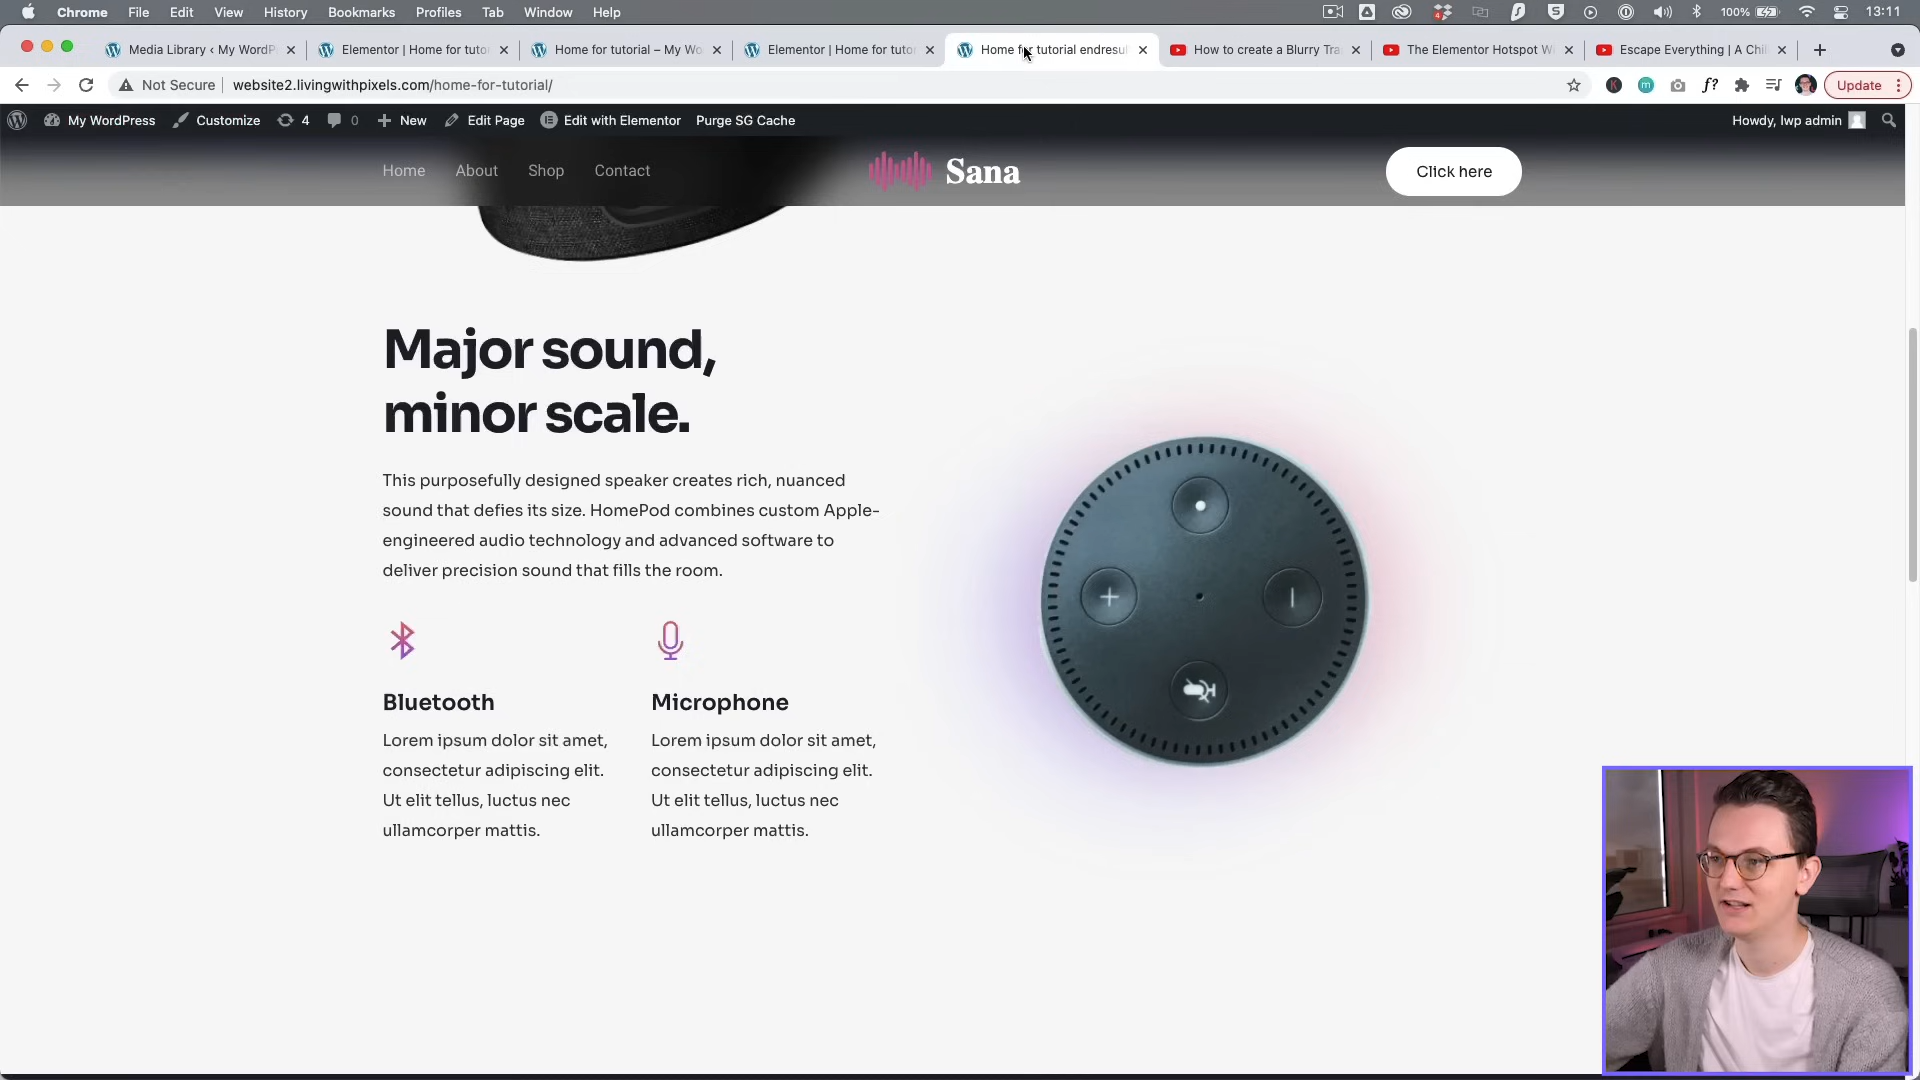 Chrome File Edit View History Bookmarks Profiles Tab Window Help 4 100% 13:11
Media Library ‹ My WordP Elementor | Home for tutor Home for tutorial – My Wo Elementor | Home for tutor Home for tutorial endresul How to create a Blurry Tra The Elementor Hotspot W Escape Everything | A Chil
Not Secure website2.livingwithpixels.com/home-for-tutorial/ f? Update
My WordPress Customize 4 0 New Edit Page Edit with Elementor Purge SG Cache Howdy, lwp admin
Home About Shop Contact Sana Click here
Major sound,
minor scale.
This purposefully designed speaker creates rich, nuanced
sound that defies its size. HomePod combines custom Apple-
engineered audio technology and advanced software to
deliver precision sound that fills the room.
Bluetooth
Lorem ipsum dolor sit amet,
consectetur adipiscing elit.
Ut elit tellus, luctus nec
ullamcorper mattis.
Microphone
Lorem ipsum dolor sit amet,
consectetur adipiscing elit.
Ut elit tellus, luctus nec
ullamcorper mattis.